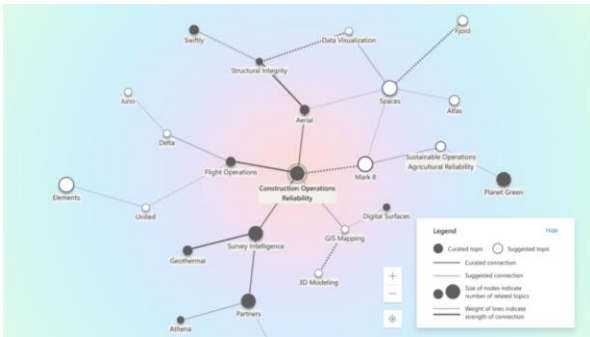 Fjord
Swiftly
Data Visualization
Structural Integrity
Juno
Spaces
Atlas
Aerial
Delta
Sustainable Operations
Agricultural Reliability
Flight Operations
Mark 8
Planet Green
Construction Operations
Reliability
Elements
United
Digital Surfaces
GIS Mapping
Survey Intelligence
Geothermal
3D Modeling
Partners
Athena
Legend
Hide
Curated topic
Suggested topic
Curated connection
Suggested connection
Size of nodes indicate
number of related topics
Weight of lines indicate
strength of connection
+
−